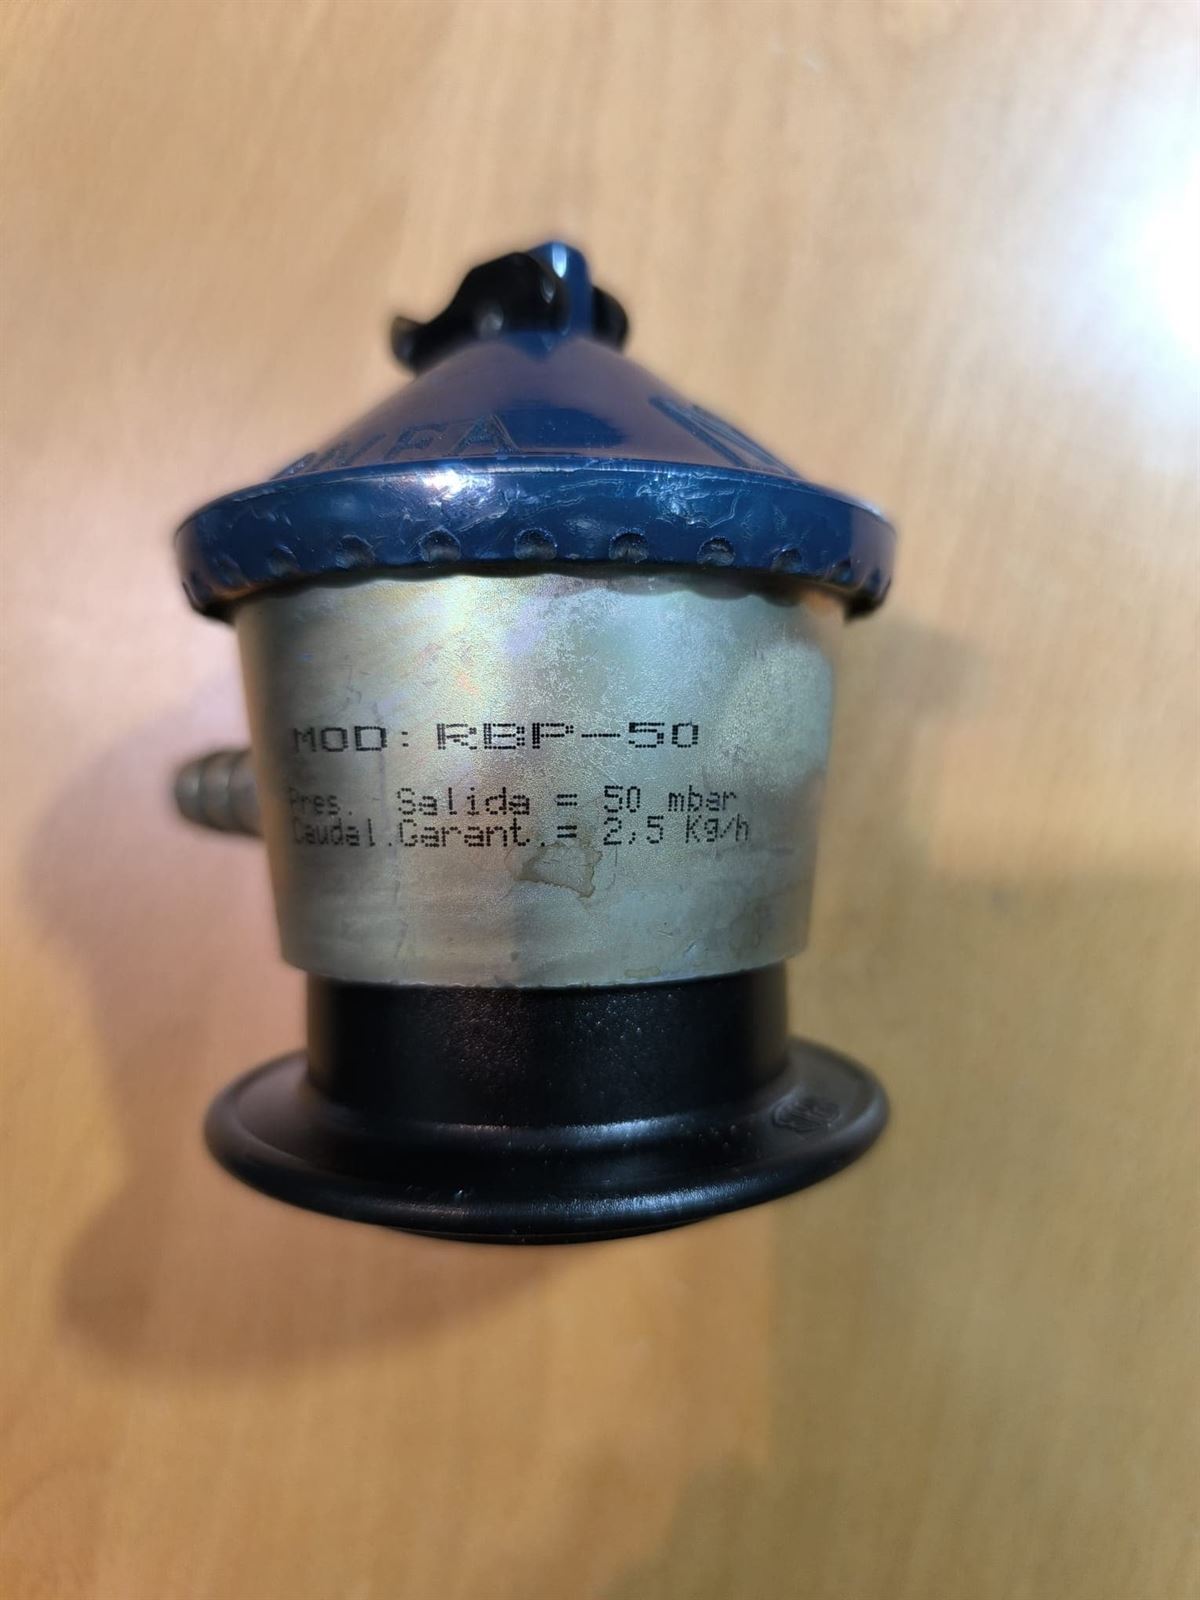 MOD: RBP-50
Pres. Salida = 50 mbar
Caudal.Garant.= 2,5 Kg/h